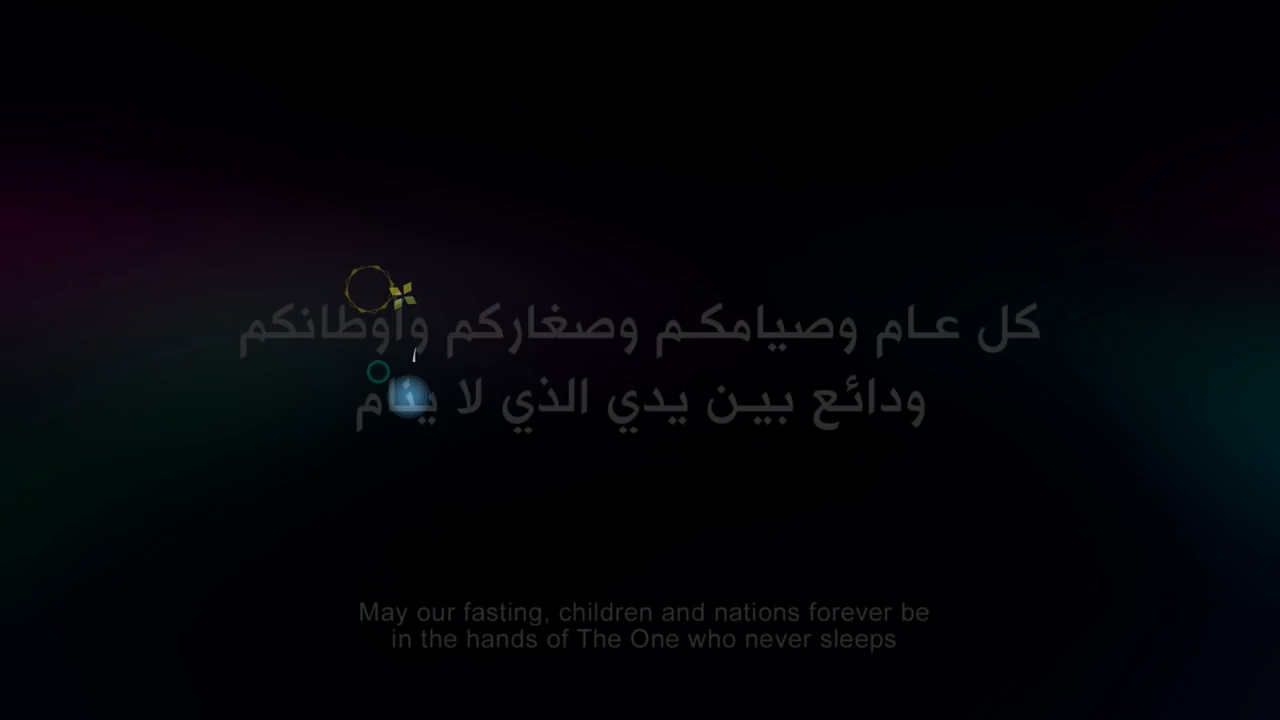 كل عام وصيامكم وصغاركم وأوطانكم
ودائع بين يدي الذي لا ينام
May our fasting, children and nations forever be
in the hands of The One who never sleeps